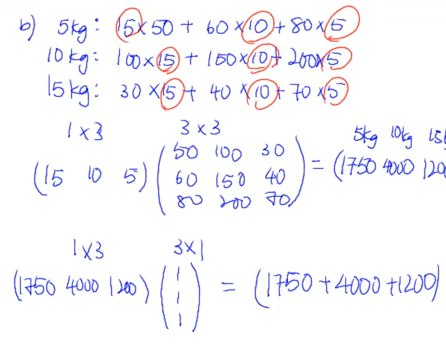 b) 5kg: 15×50 + 60×10 + 80×5
10kg: 100×15 + 150×10 + 200×5
15kg: 30×15 + 40×10 + 70×5
1×3 3×3
5kg 10kg
50 100 30
(15 10 5) 60 150 40 = (1750 4000
80 200 70
1×3 3×1
(1750 4000 1200) (1 1 1) = (1750+4000+1200)